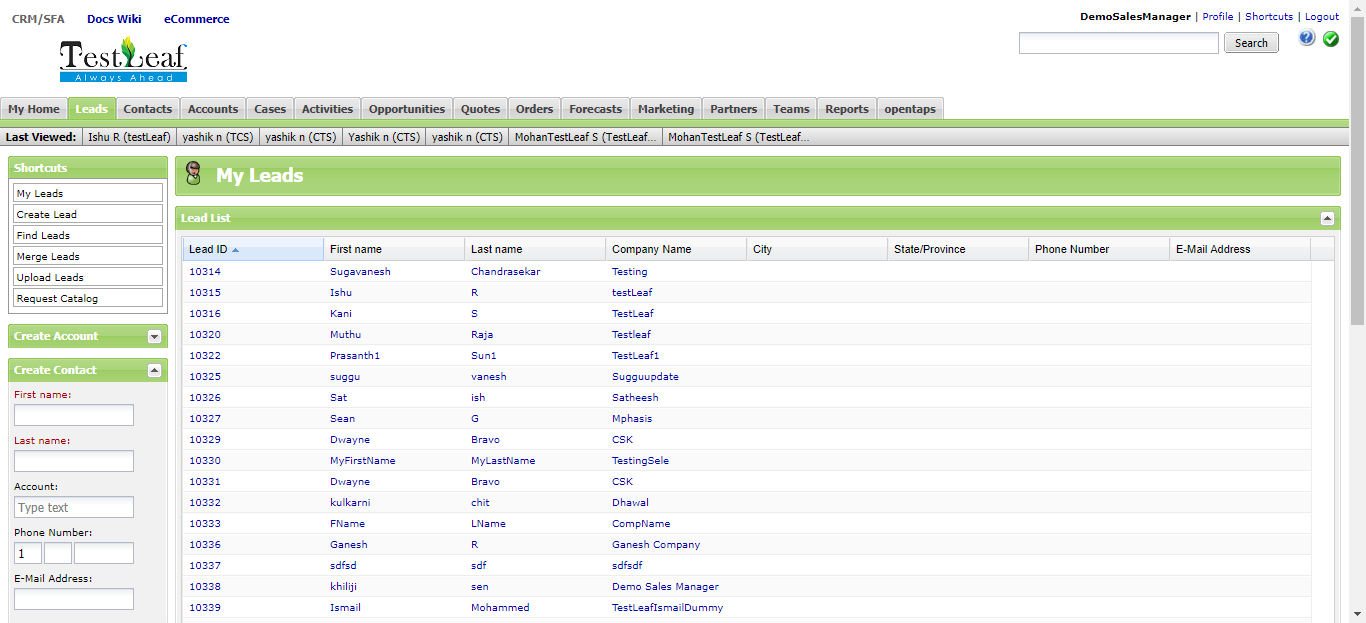 CRM/SFA Docs Wiki eCommerce
DemoSalesManager | Profile | Shortcuts | Logout
TestLeaf
Always Ahead
Search
My Home Leads Contacts Accounts Cases Activities Opportunities Quotes Orders Forecasts Marketing Partners Teams Reports opentaps
Last Viewed: Ishu R (testLeaf) yashik n (TCS) yashik n (CTS) Yashik n (CTS) yashik n (CTS) MohanTestLeaf S (TestLeaf... MohanTestLeaf S (TestLeaf...
Shortcuts
My Leads
Create Lead
Find Leads
Merge Leads
Upload Leads
Request Catalog
Create Account
Create Contact
First name:
Last name:
Account:
Type text
Phone Number:
1
E-Mail Address:
My Leads
Lead List
Lead ID First name Last name Company Name City State/Province Phone Number E-Mail Address
10314 Sugavanesh Chandrasekar Testing
10315 Ishu R testLeaf
10316 Kani S TestLeaf
10320 Muthu Raja Testleaf
10322 Prasanth1 Sun1 TestLeaf1
10325 suggu vanesh Sugguupdate
10326 Sat ish Satheesh
10327 Sean G Mphasis
10329 Dwayne Bravo CSK
10330 MyFirstName MyLastName TestingSele
10331 Dwayne Bravo CSK
10332 kulkarni chit Dhawal
10333 FName LName CompName
10336 Ganesh R Ganesh Company
10337 sdfsd sdf sdfsdf
10338 khiliji sen Demo Sales Manager
10339 Ismail Mohammed TestLeafIsmailDummy